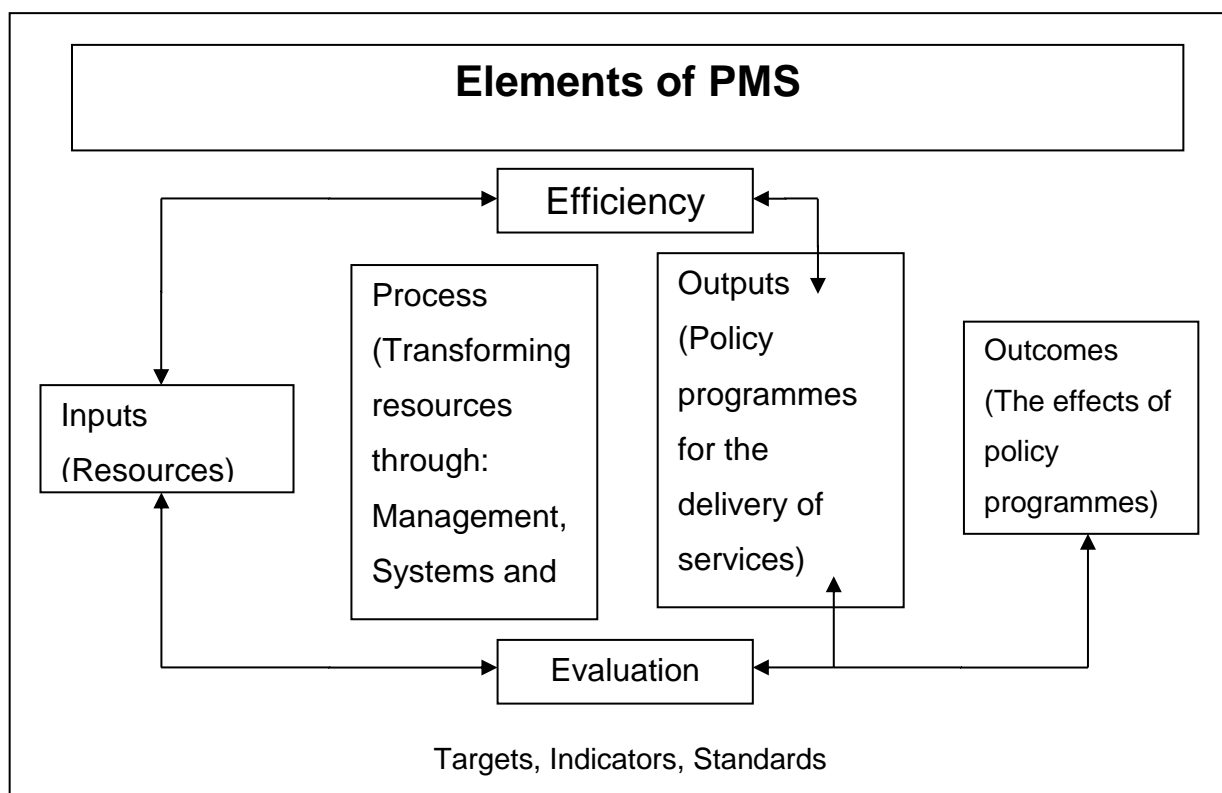 Elements of PMS
Efficiency
Process
(Transforming
resources
through:
Management,
Systems and
Outputs
(Policy
programmes
for the
delivery of
services)
Outcomes
(The effects of
policy
programmes)
Inputs
(Resources)
Evaluation
Targets, Indicators, Standards